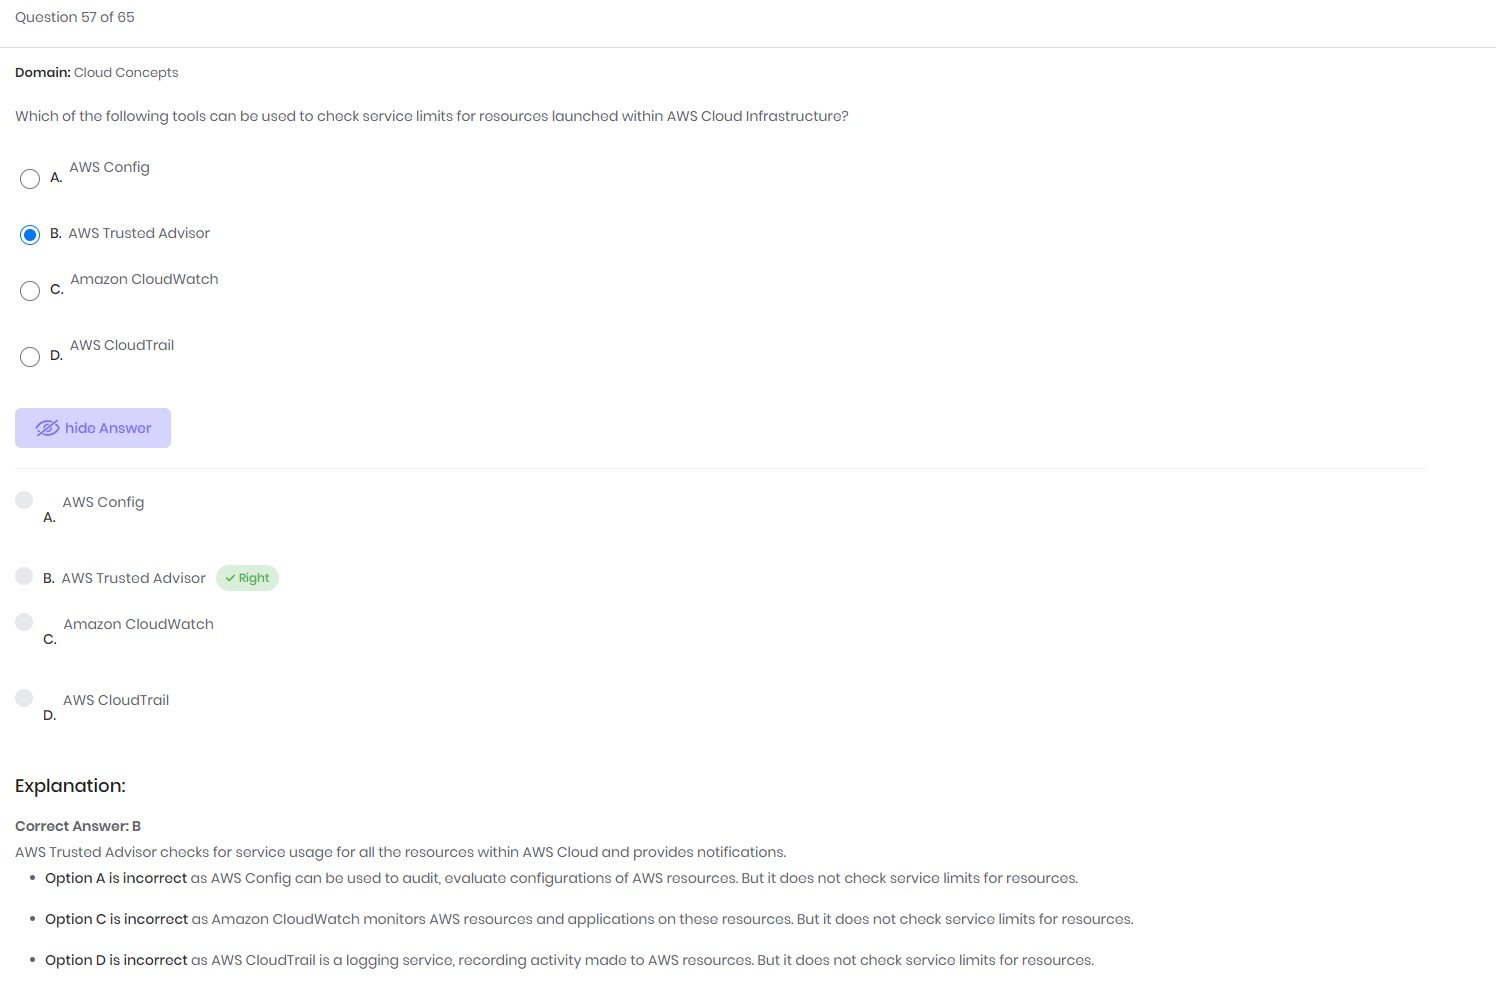 Question 57 of 65
Domain: Cloud Concepts
Which of the following tools can be used to check service limits for resources launched within AWS Cloud Infrastructure?
A. AWS Config
B. AWS Trusted Advisor
C. Amazon CloudWatch
D. AWS CloudTrail
hide Answer
A. AWS Config
B. AWS Trusted Advisor Right
C. Amazon CloudWatch
D. AWS CloudTrail
Explanation:
Correct Answer: B
AWS Trusted Advisor checks for service usage for all the resources within AWS Cloud and provides notifications.
• Option A is incorrect as AWS Config can be used to audit, evaluate configurations of AWS resources. But it does not check service limits for resources.
• Option C is incorrect as Amazon CloudWatch monitors AWS resources and applications on these resources. But it does not check service limits for resources.
• Option D is incorrect as AWS CloudTrail is a logging service, recording activity made to AWS resources. But it does not check service limits for resources.